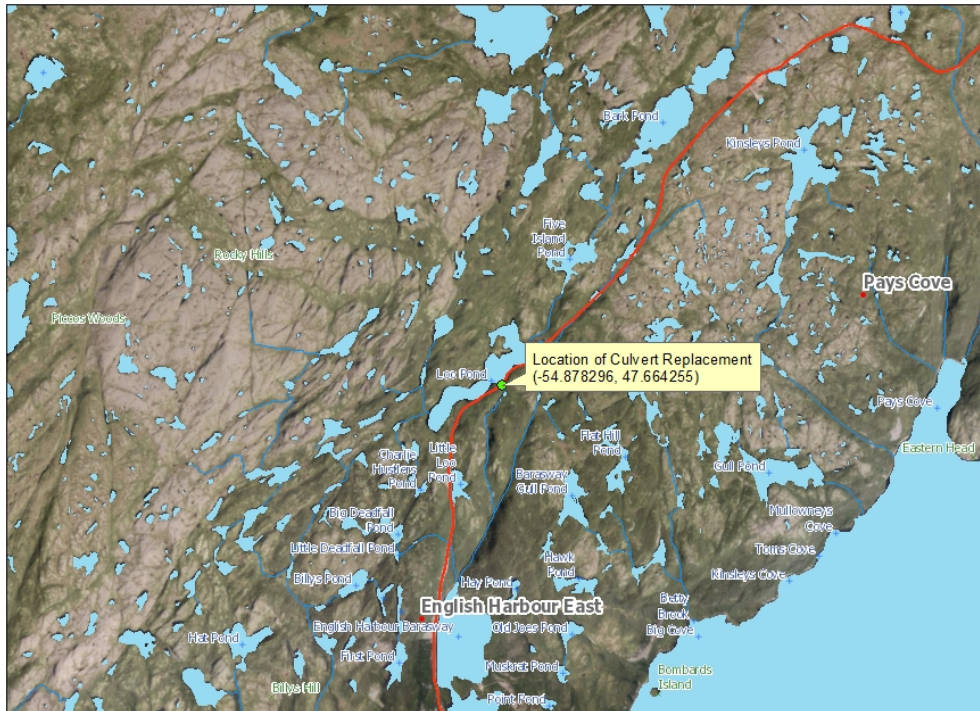 Bark Pond
Kinsleys Pond
Five
Island
Pond
Rocky Hills
Pays Cove
Piccos Woods
Location of Culvert Replacement
(-54.878296, 47.664255)
Loo Pond
Pays Cove
Eastern Head
Charlie
Hustlers
Pond
Little
Loo
Pond
Flat Hill
Pond
Barasway
Gull Pond
Gull Pond
Big Deadfall
Pond
Little Deadfall Pond
Mullowneys
Cove
Toms Cove
Hawk
Pond
Kinsleys Cove
Billys Pond
Hay Pond
English Harbour East
Betty
Brook
Big Cove
English Harbour Barasway
Old Joes Pond
Hat Pond
First Pond
Muskrat Pond
Bombards
Island
Billys Hill
Point Pond